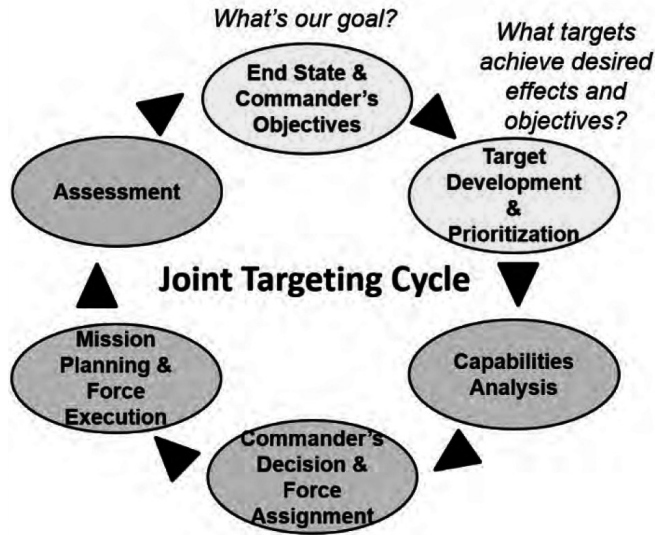 What's our goal?
End State &
Commander's
Objectives
What targets
achieve desired
effects and
objectives?
Target
Development
&
Prioritization
Assessment
Joint Targeting Cycle
Mission
Planning &
Force
Execution
Capabilities
Analysis
Commander's
Decision &
Force
Assignment